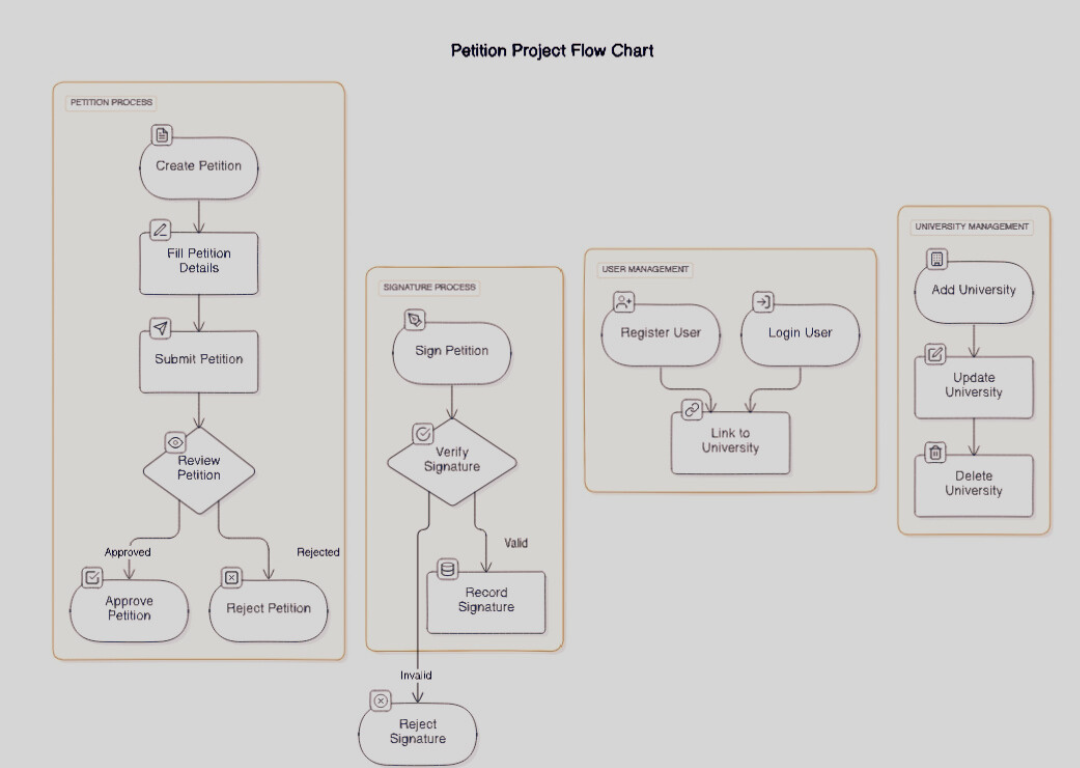 Petition Project Flow Chart
PETITION PROCESS
Create Petition
Fill Petition
Details
Submit Petition
Review
Petition
Approved
Rejected
Approve
Petition
Reject Petition
SIGNATURE PROCESS
Sign Petition
Verify
Signature
Valid
Record
Signature
Invalid
Reject
Signature
USER MANAGEMENT
Register User
Login User
Link to
University
UNIVERSITY MANAGEMENT
Add University
Update
University
Delete
University